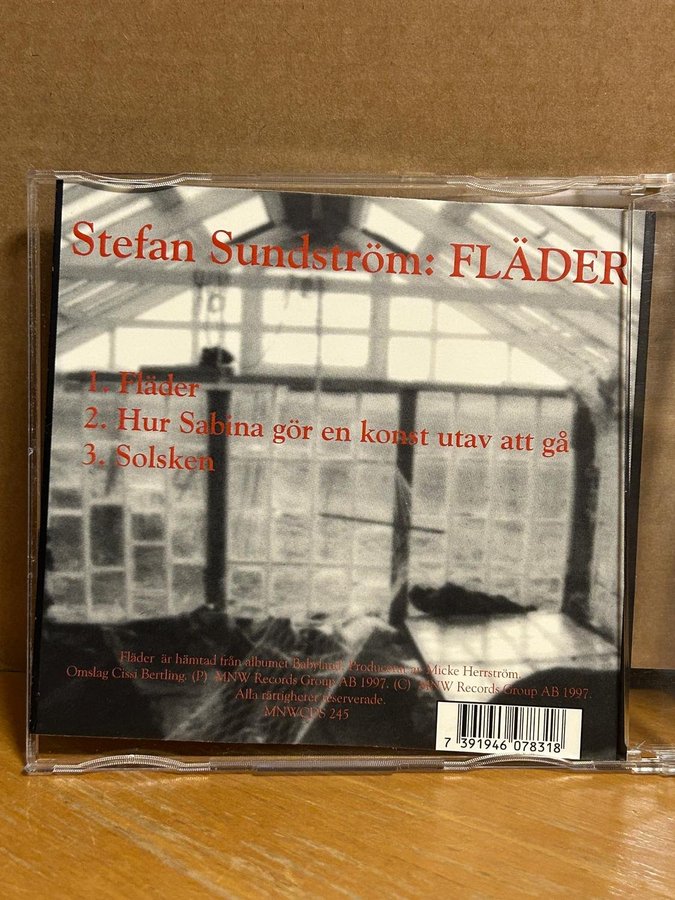 Stefan Sundström: FLÄDER
1. Fläder
2. Hur Sabina gör en konst utav att gå
3. Solsken
Fläder är hämtad från albumet Babyland. Producerat av Micke Herrström.
Omslag Cissi Bertling. (P) MNW Records Group AB 1997. (C) MNW Records Group AB 1997.
Alla rättigheter reserverade.
MNWCDS 245
7 391946 078318